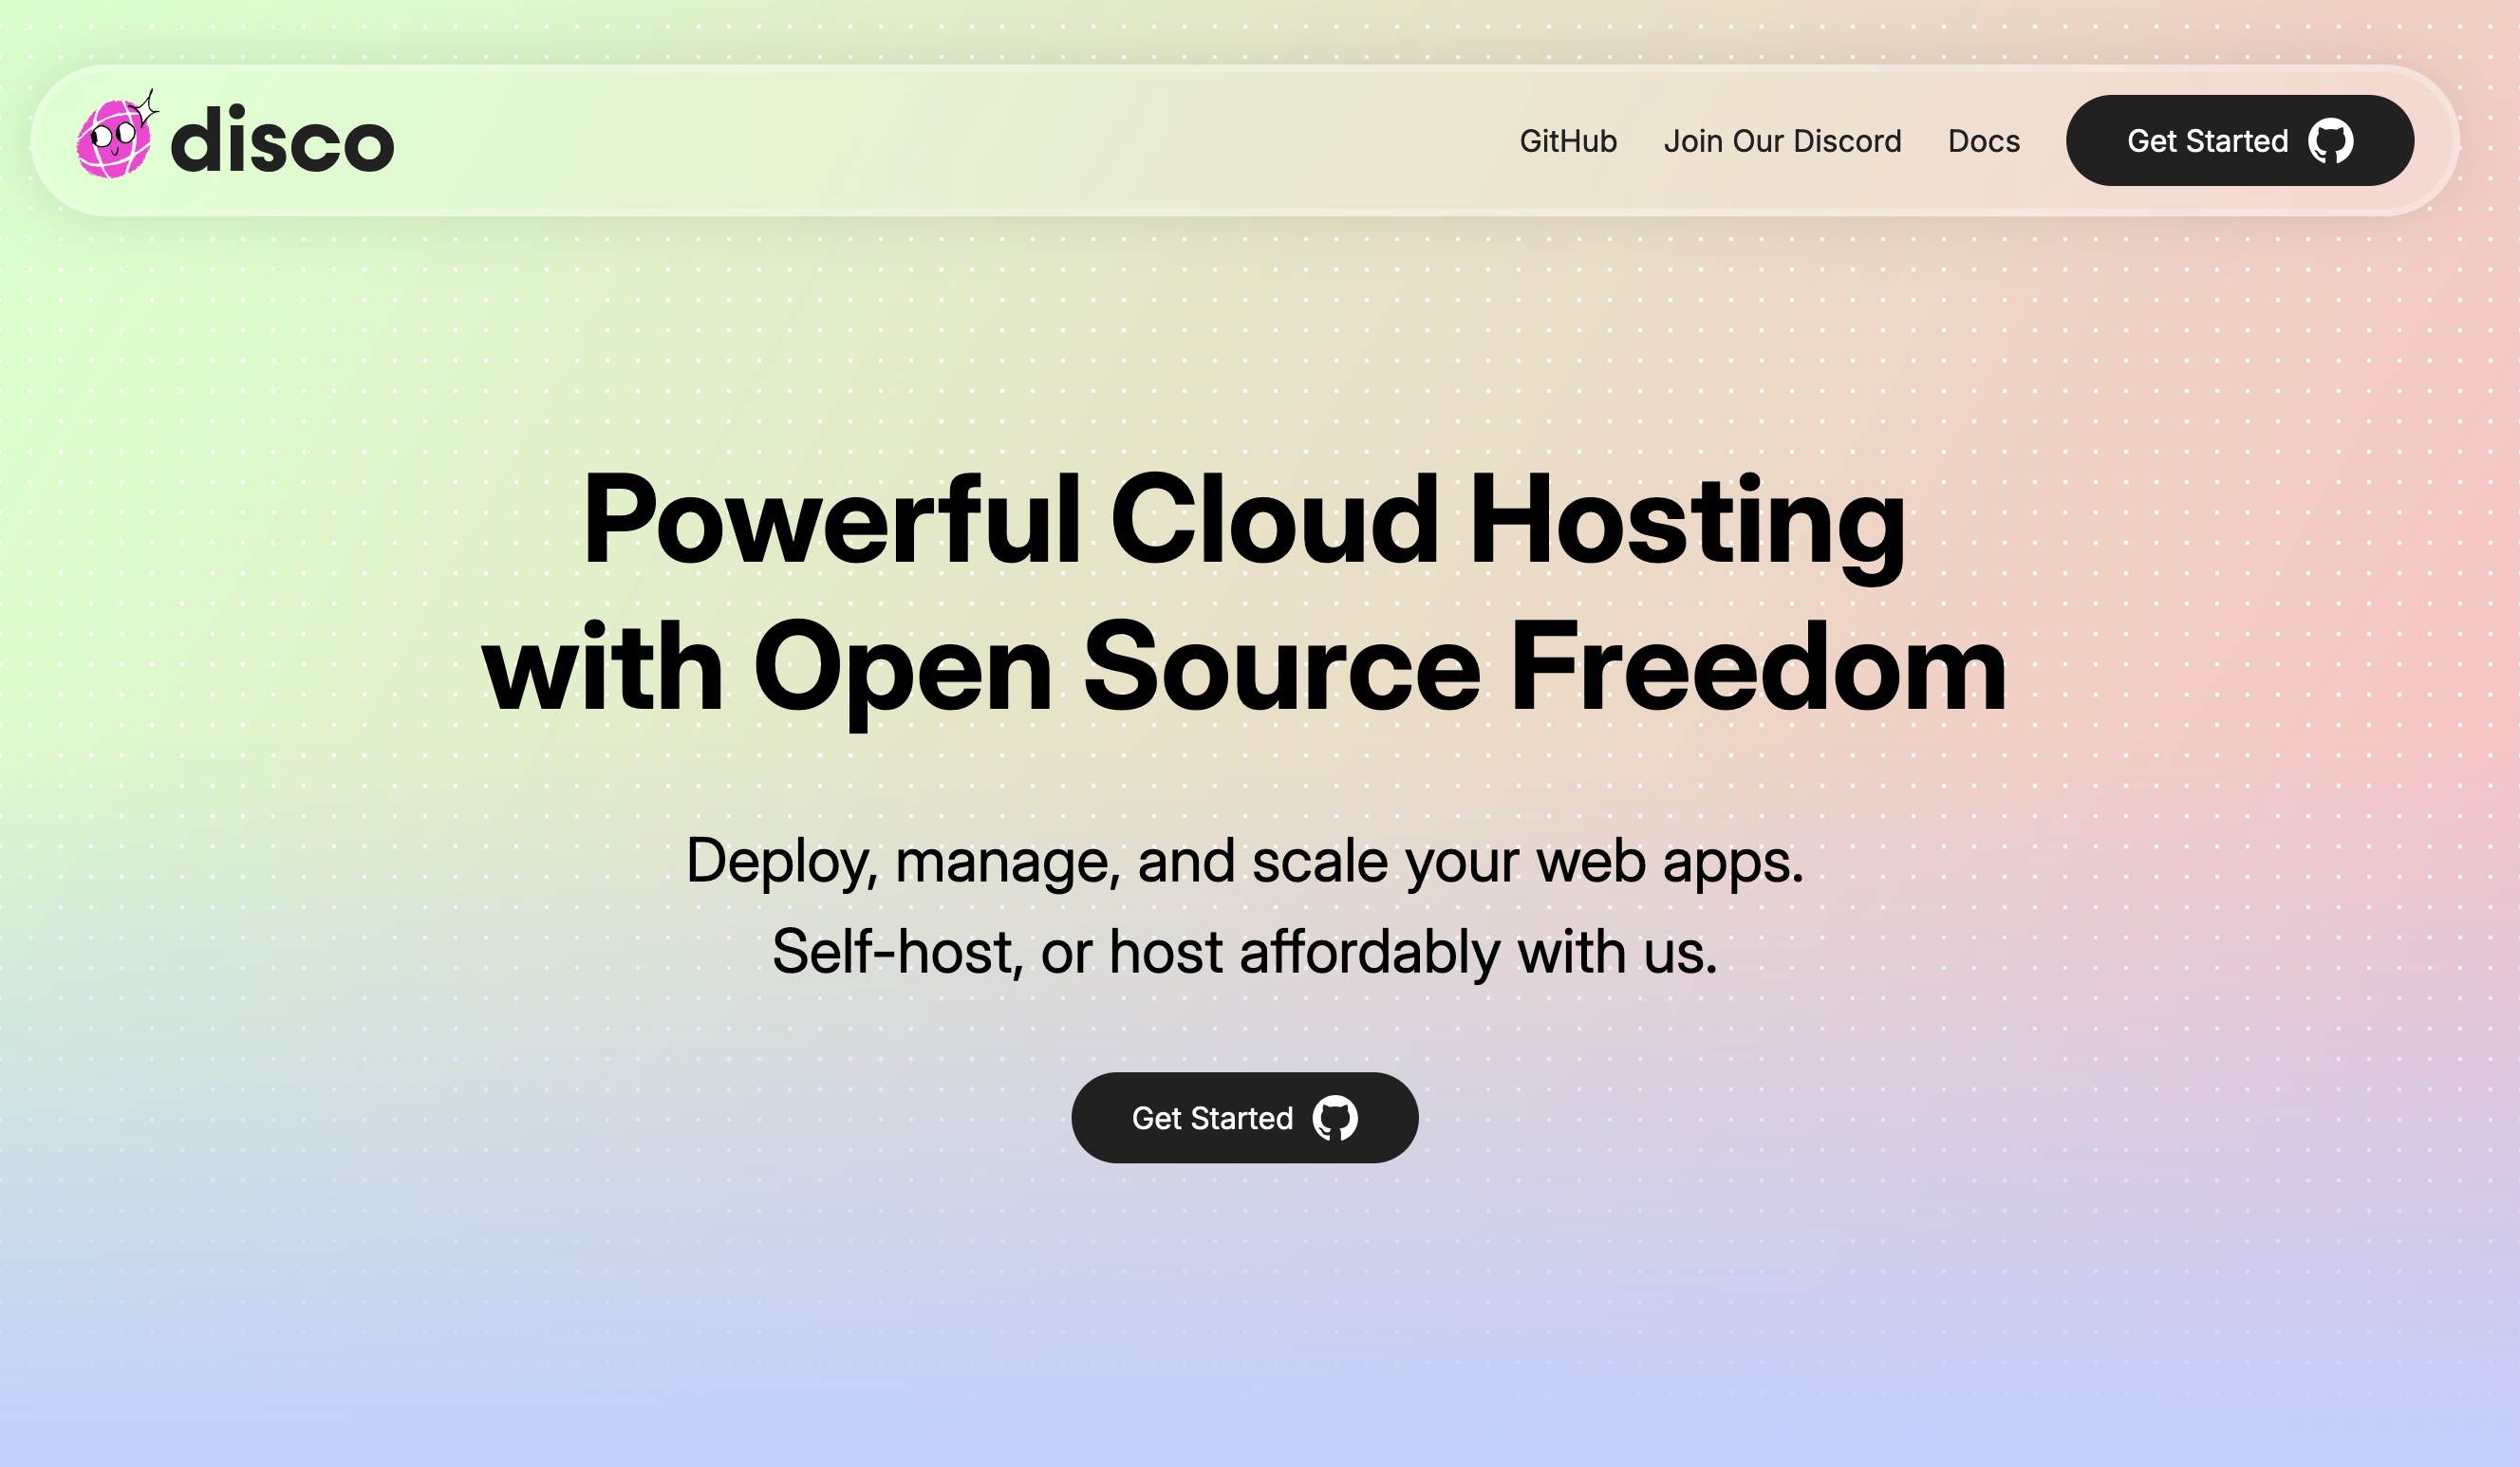 disco
GitHub
Join Our Discord
Docs
Get Started
Powerful Cloud Hosting
with Open Source Freedom
Deploy, manage, and scale your web apps.
Self-host, or host affordably with us.
Get Started